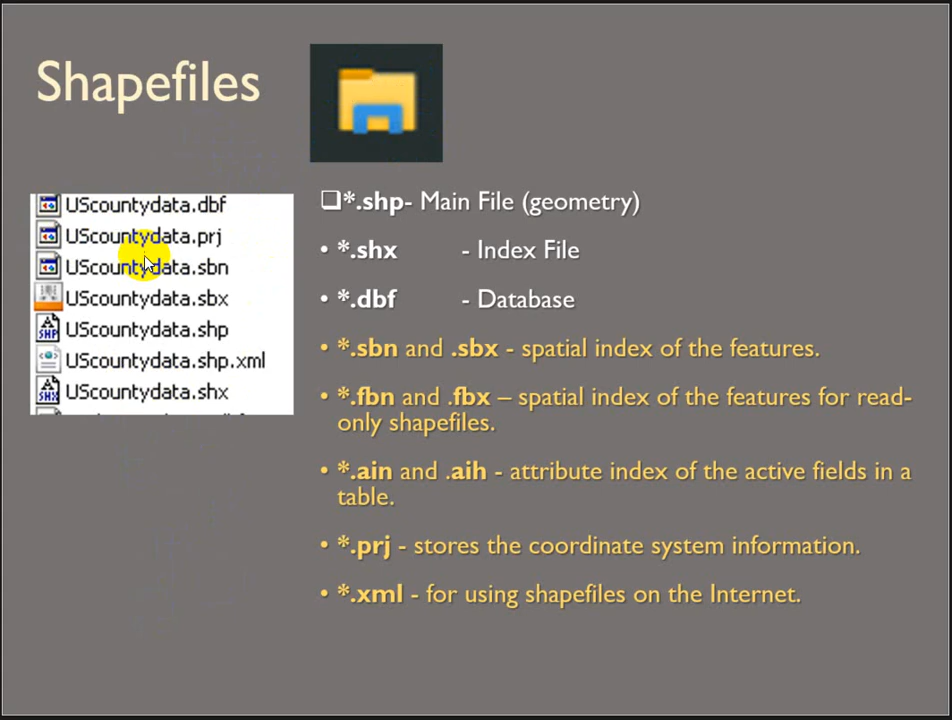 Shapefiles
UScountydata.dbf
UScountydata.prj
UScountydata.sbn
UScountydata.sbx
UScountydata.shp
UScountydata.shp.xml
UScountydata.shx
*.shp- Main File (geometry)
• *.shx - Index File
• *.dbf - Database
• *.sbn and .sbx - spatial index of the features.
• *.fbn and .fbx – spatial index of the features for read-
only shapefiles.
• *.ain and .aih - attribute index of the active fields in a
table.
• *.prj - stores the coordinate system information.
• *.xml - for using shapefiles on the Internet.